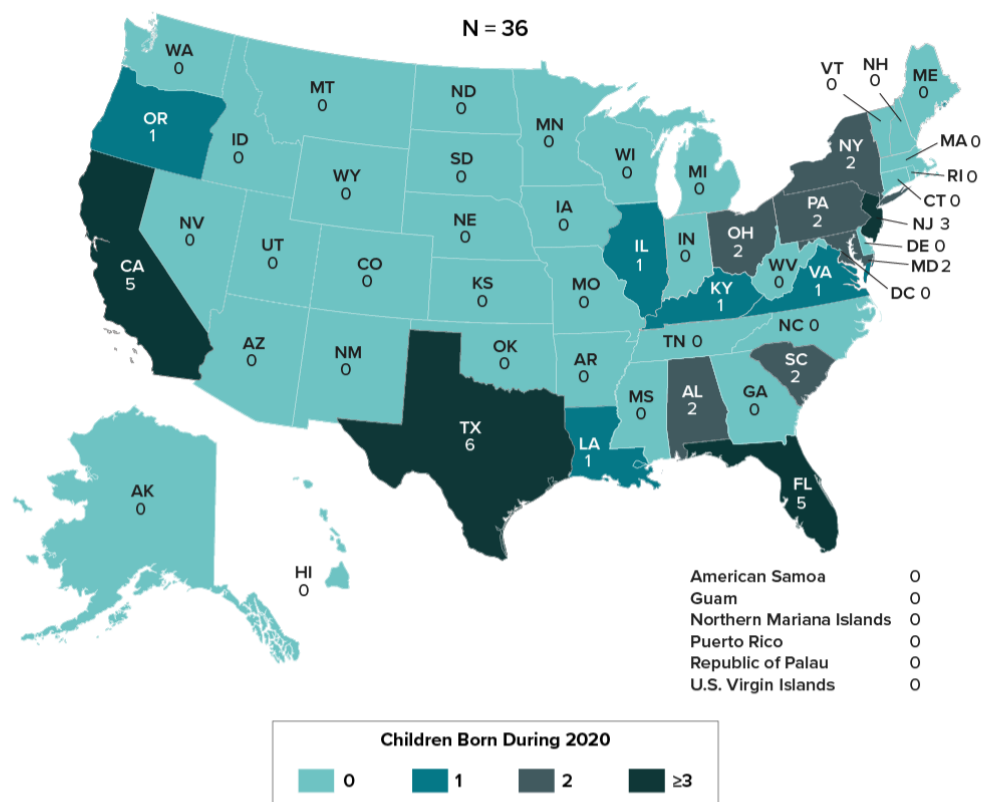 N = 36
WA
0
OR
1
CA
5
ID
0
NV
0
MT
0
WY
0
UT
0
AZ
0
CO
0
NM
0
ND
0
SD
0
NE
0
KS
0
OK
0
TX
6
MN
0
IA
0
MO
0
AR
0
LA
1
WI
0
IL
1
MI
0
IN
0
OH
2
KY
1
TN 0
MS
0
AL
2
GA
0
FL
5
SC
2
NC 0
VA
1
WV
0
PA
2
NY
2
VT
0
NH
0
ME
0
MA 0
RI 0
CT 0
NJ 3
DE 0
MD 2
DC 0
AK
0
HI
0
American Samoa 0
Guam 0
Northern Mariana Islands 0
Puerto Rico 0
Republic of Palau 0
U.S. Virgin Islands 0
Children Born During 2020
0 1 2 ≥3